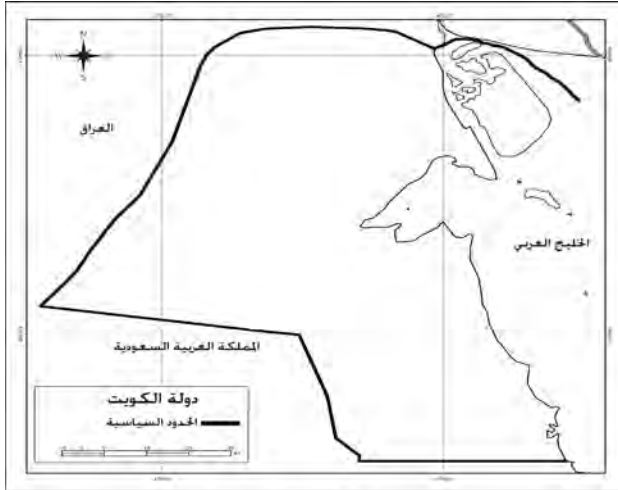 N
S
العراق
الخليج العربي
المملكة العربية السعودية
دولة الكويت
الحدود السياسية